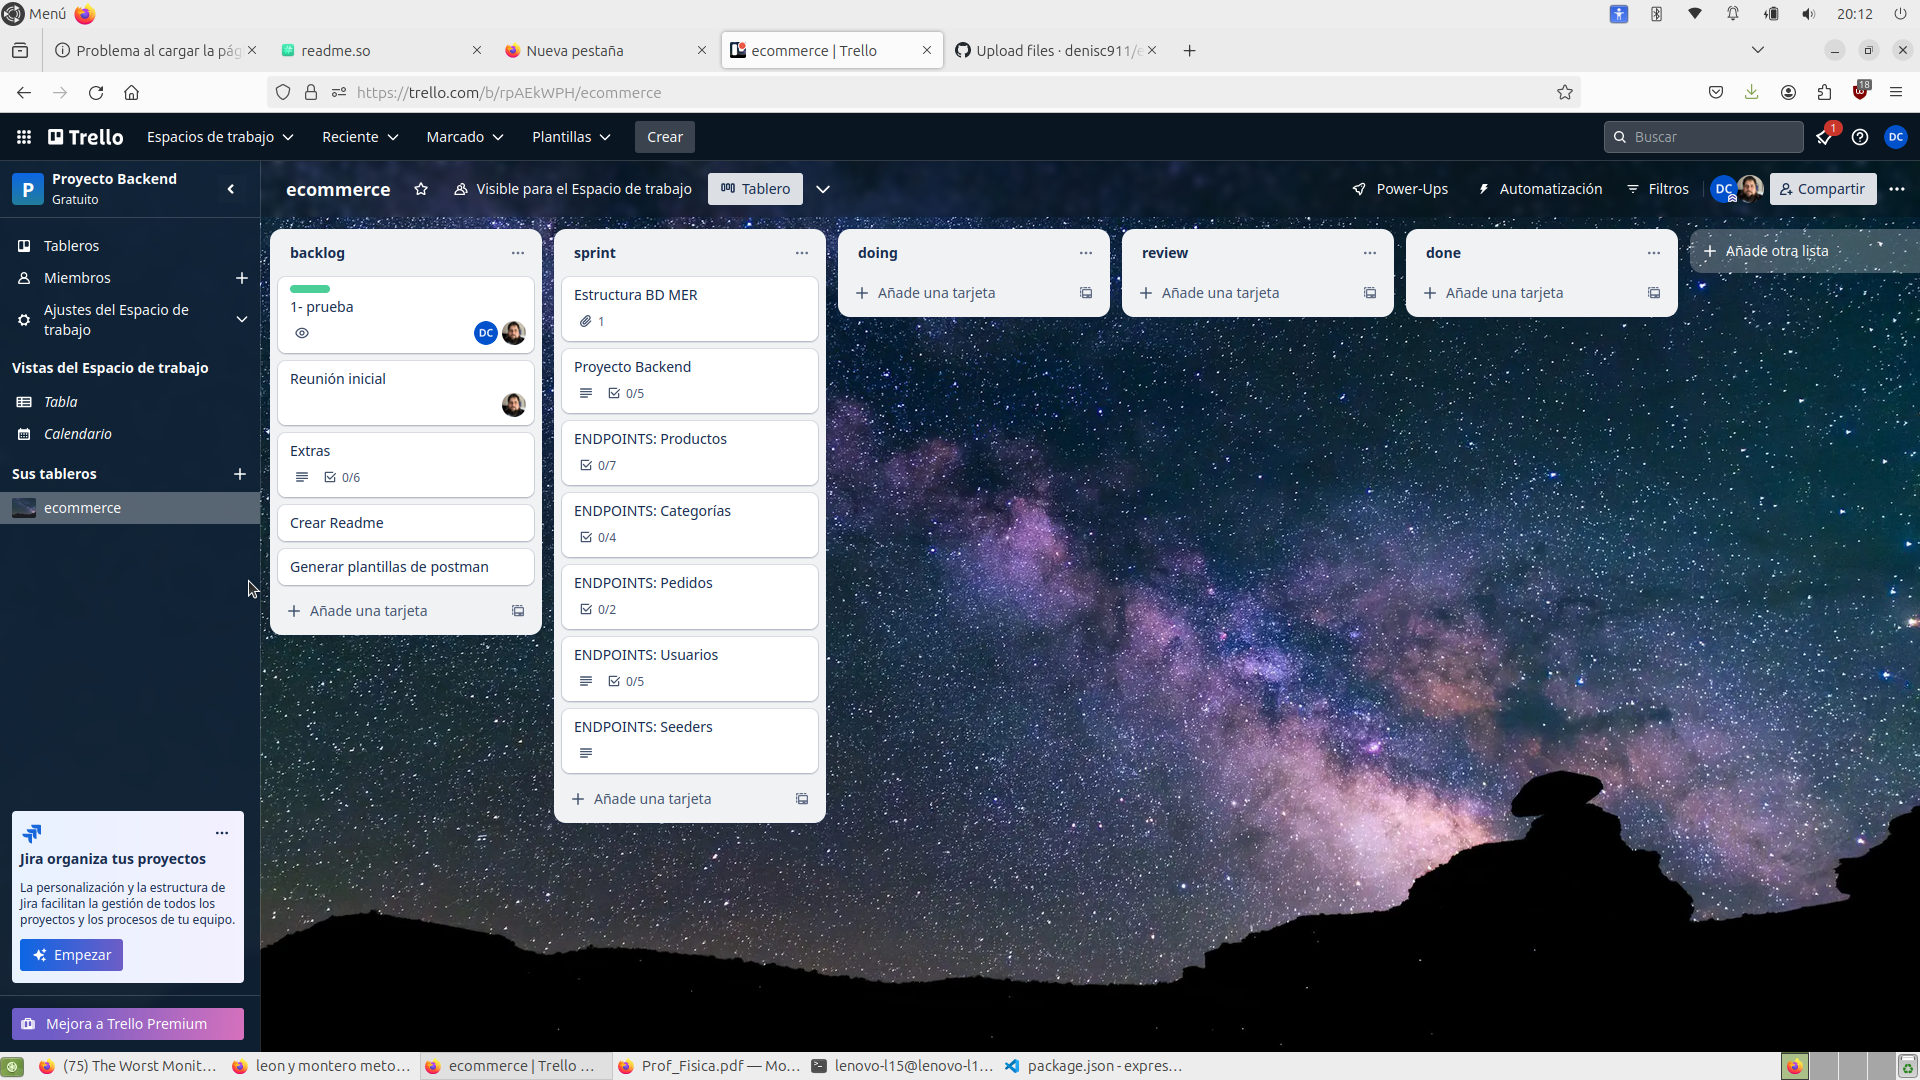 Menú
20:12
Problema al cargar la pág
readme.so
Nueva pestaña
ecommerce | Trello
Upload files · denisc911/e
https://trello.com/b/rpAEkWPH/ecommerce
18
Trello
Espacios de trabajo
Reciente
Marcado
Plantillas
Crear
Buscar
1
DC
P
Proyecto Backend
Gratuito
ecommerce
Visible para el Espacio de trabajo
Tablero
Power-Ups
Automatización
Filtros
DC
Compartir
Tableros
Miembros
Ajustes del Espacio de
trabajo
Vistas del Espacio de trabajo
Tabla
Calendario
Sus tableros
ecommerce
Jira organiza tus proyectos
La personalización y la estructura de
Jira facilitan la gestión de todos los
proyectos y los procesos de tu equipo.
Empezar
Mejora a Trello Premium
backlog
1- prueba
DC
Reunión inicial
Extras
0/6
Crear Readme
Generar plantillas de postman
Añade una tarjeta
sprint
Estructura BD MER
1
Proyecto Backend
0/5
ENDPOINTS: Productos
0/7
ENDPOINTS: Categorías
0/4
ENDPOINTS: Pedidos
0/2
ENDPOINTS: Usuarios
0/5
ENDPOINTS: Seeders
Añade una tarjeta
doing
Añade una tarjeta
review
Añade una tarjeta
done
Añade una tarjeta
Añade otra lista
(75) The Worst Monit...
leon y montero meto...
ecommerce | Trello ...
Prof_Fisica.pdf — Mo...
lenovo-l15@lenovo-l1...
package.json - expres...